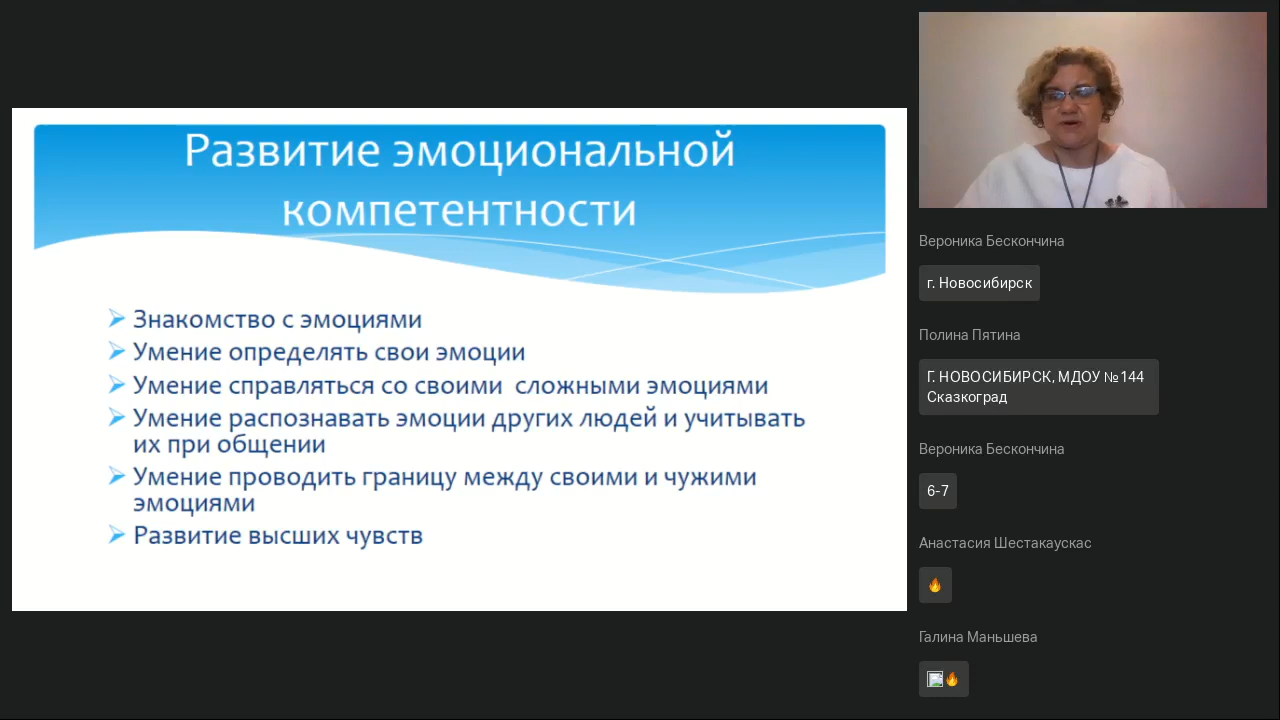 Развитие эмоциональной
компетентности
Знакомство с эмоциями
Умение определять свои эмоции
Умение справляться со своими сложными эмоциями
Умение распознавать эмоции других людей и учитывать
их при общении
Умение проводить границу между своими и чужими
эмоциями
Развитие высших чувств
Вероника Бескончина
г. Новосибирск
Полина Пятина
Г. НОВОСИБИРСК, МДОУ №144
Сказкоград
Вероника Бескончина
6-7
Анастасия Шестакаускас
🔥
Галина Маньшева
🔥